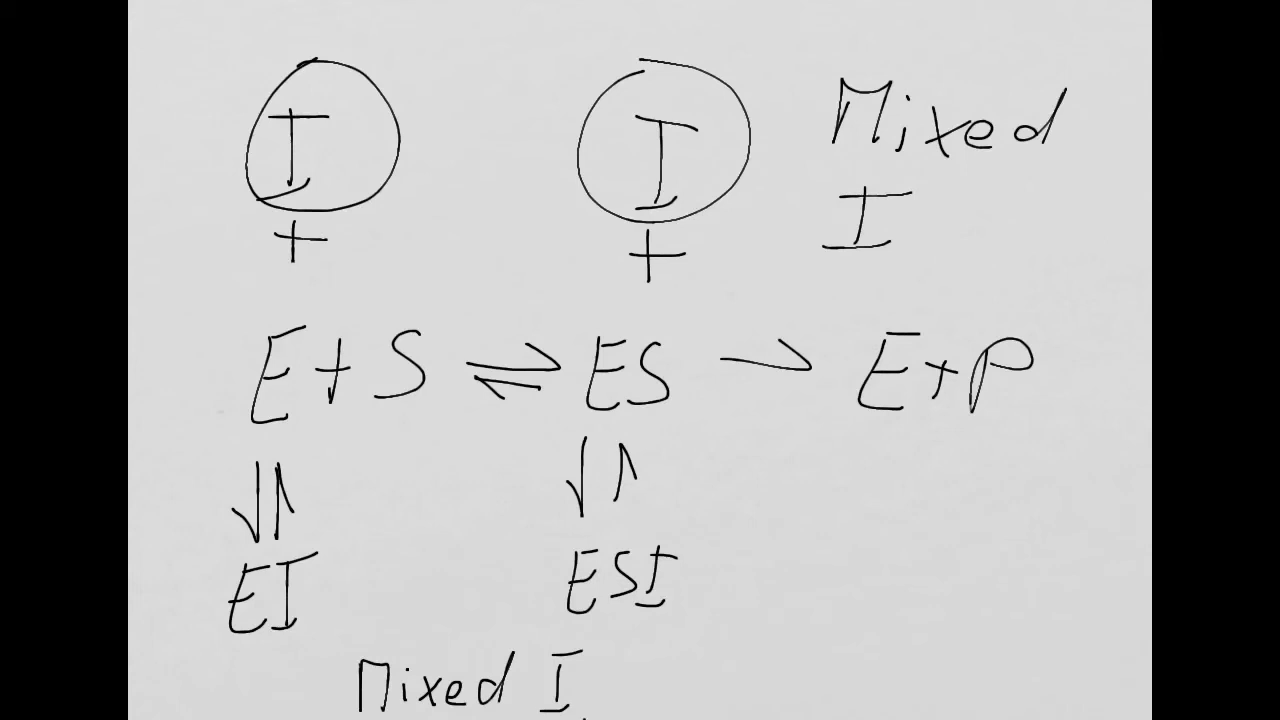 I I Mixed
+ + I
E + S ⇌ ES ⇀ E + P
⇃↾ ⇃↾
EI ESI
Mixed I